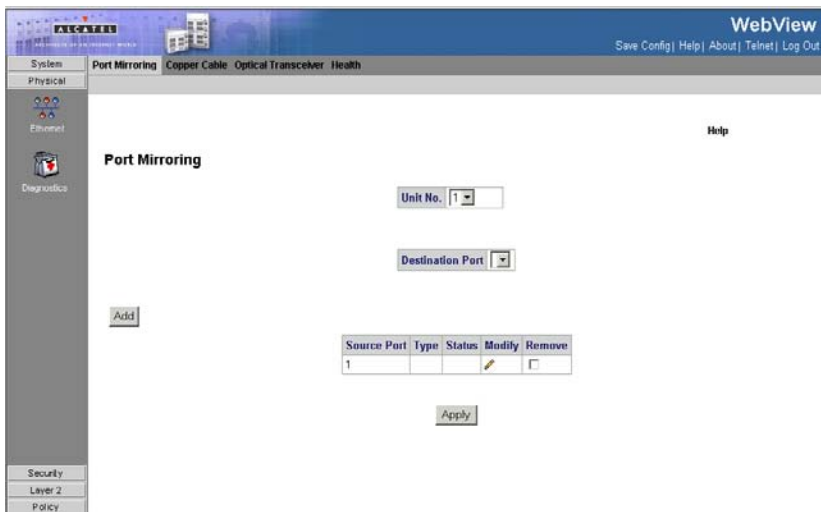 ALCATEL
WebView
Save Config| Help| About| Telnet| Log Out
System
Port Mirroring Copper Cable Optical Transceiver Health
Physical
Ethernet
Help
Port Mirroring
Diagnostics
Unit No. 1
Destination Port
Add
Source Port Type Status Modify Remove
1
Apply
Security
Layer 2
Policy